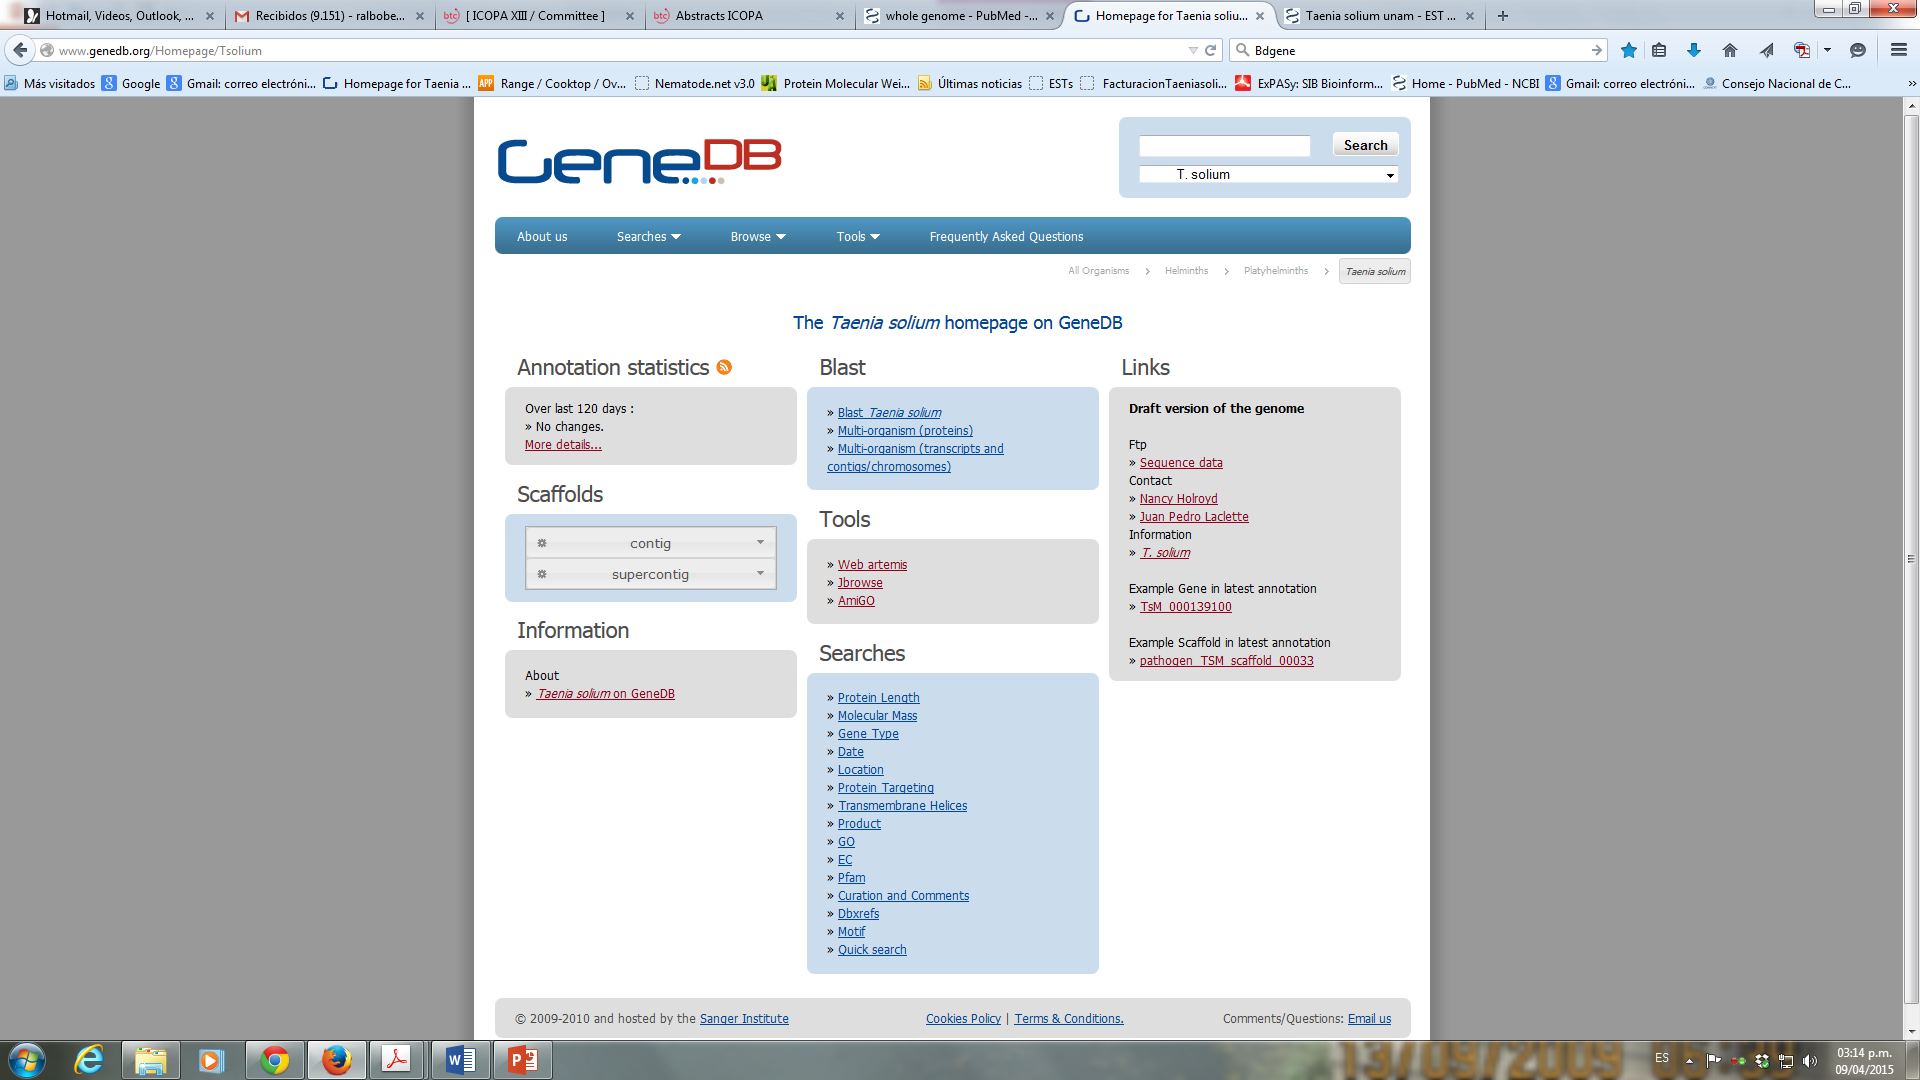 Hotmail, Videos, Outlook, ...
Recibidos (9.151) - ralbobe...
btc [ ICOPA XIII / Committee ]
btc Abstracts ICOPA
whole genome - PubMed -...
Homepage for Taenia soliu...
Taenia solium unam - EST ...
www.genedb.org/Homepage/Tsolium
Bdgene
Más visitados
Google
Gmail: correo electróni...
Homepage for Taenia ...
APP Range / Cooktop / Ov...
Nematode.net v3.0
Protein Molecular Wei...
Últimas noticias
ESTs
FacturacionTaeniasoli...
ExPASy: SIB Bioinform...
Home - PubMed - NCBI
Gmail: correo electróni...
Consejo Nacional de C...
»
GeneDB
Search
T. solium
About us
Searches
Browse
Tools
Frequently Asked Questions
All Organisms > Helminths > Platyhelminths > Taenia solium
The Taenia solium homepage on GeneDB
Annotation statistics
Over last 120 days :
» No changes.
More details...
Scaffolds
contig
supercontig
Information
About
» Taenia solium on GeneDB
Blast
» Blast Taenia solium
» Multi-organism (proteins)
» Multi-organism (transcripts and
contigs/chromosomes)
Tools
» Web artemis
» Jbrowse
» AmiGO
Searches
» Protein Length
» Molecular Mass
» Gene Type
» Date
» Location
» Protein Targeting
» Transmembrane Helices
» Product
» GO
» EC
» Pfam
» Curation and Comments
» Dbxrefs
» Motif
» Quick search
Links
Draft version of the genome
Ftp
» Sequence data
Contact
» Nancy Holroyd
» Juan Pedro Laclette
Information
» T. solium
Example Gene in latest annotation
» TsM_000139100
Example Scaffold in latest annotation
» pathogen_TSM_scaffold_00033
© 2009-2010 and hosted by the Sanger Institute
Cookies Policy | Terms & Conditions.
Comments/Questions: Email us
13/09/2009
ES
03:14 p.m.
09/04/2015